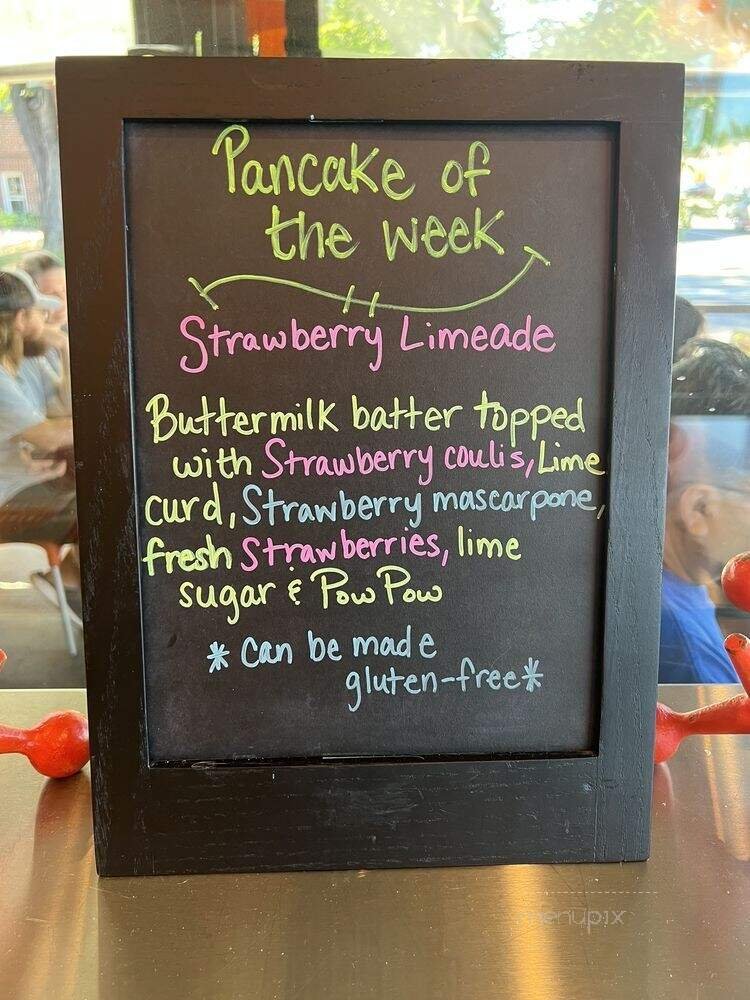 Pancake of
the week
Strawberry Limeade
Buttermilk batter topped
with Strawberry coulis, Lime
curd, Strawberry mascarpone,
fresh Strawberries, lime
sugar & Pow Pow
* Can be made
gluten-free*
menupix